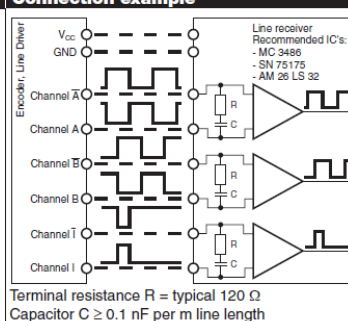 Connection example
Encoder, Line Driver
VCC
GND
Channel A̅
Channel A
Channel B̅
Channel B
Channel I̅
Channel I
Line receiver
Recommended IC's:
- MC 3486
- SN 75175
- AM 26 LS 32
R
C
R
C
R
C
Terminal resistance R = typical 120 Ω
Capacitor C ≥ 0.1 nF per m line length